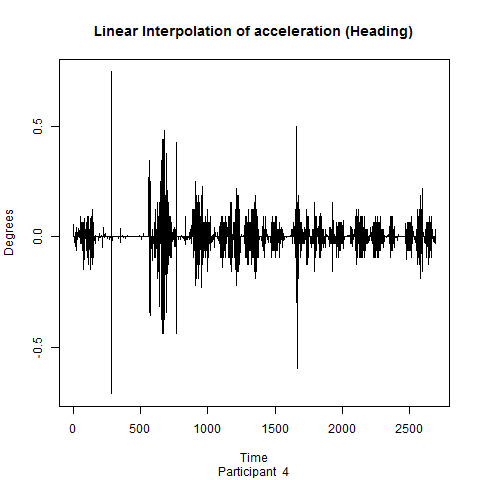 Linear Interpolation of acceleration (Heading)
0.5
0.0
-0.5
Degrees
0 500 1000 1500 2000 2500
Time
Participant 4